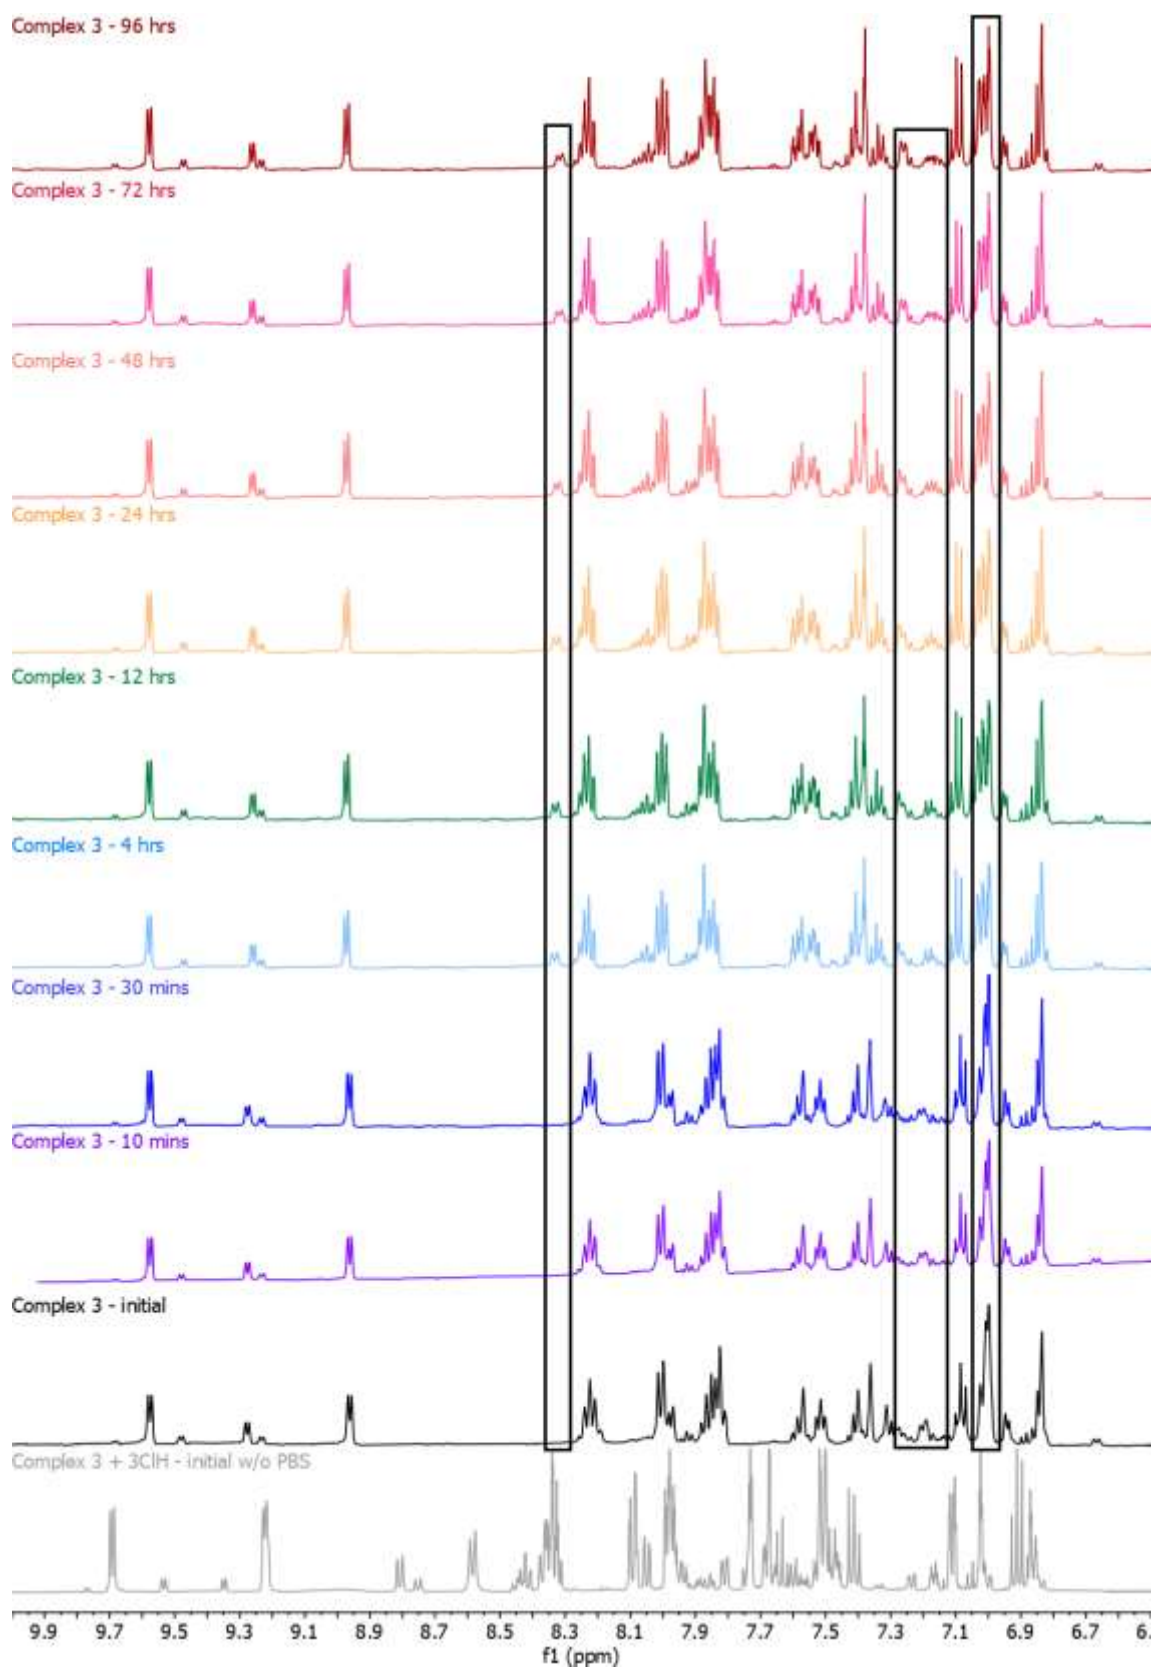 Complex 3 - 96 hrs
Complex 3 - 72 hrs
Complex 3 - 48 hrs
Complex 3 - 24 hrs
Complex 3 - 12 hrs
Complex 3 - 4 hrs
Complex 3 - 30 mins
Complex 3 - 10 mins
Complex 3 - initial
Complex 3 + 3ClH - initial w/o PBS
9.9 9.7 9.5 9.3 9.1 8.9 8.7 8.5 8.3 8.1 7.9 7.7 7.5 7.3 7.1 6.9 6.7 6.
f1 (ppm)